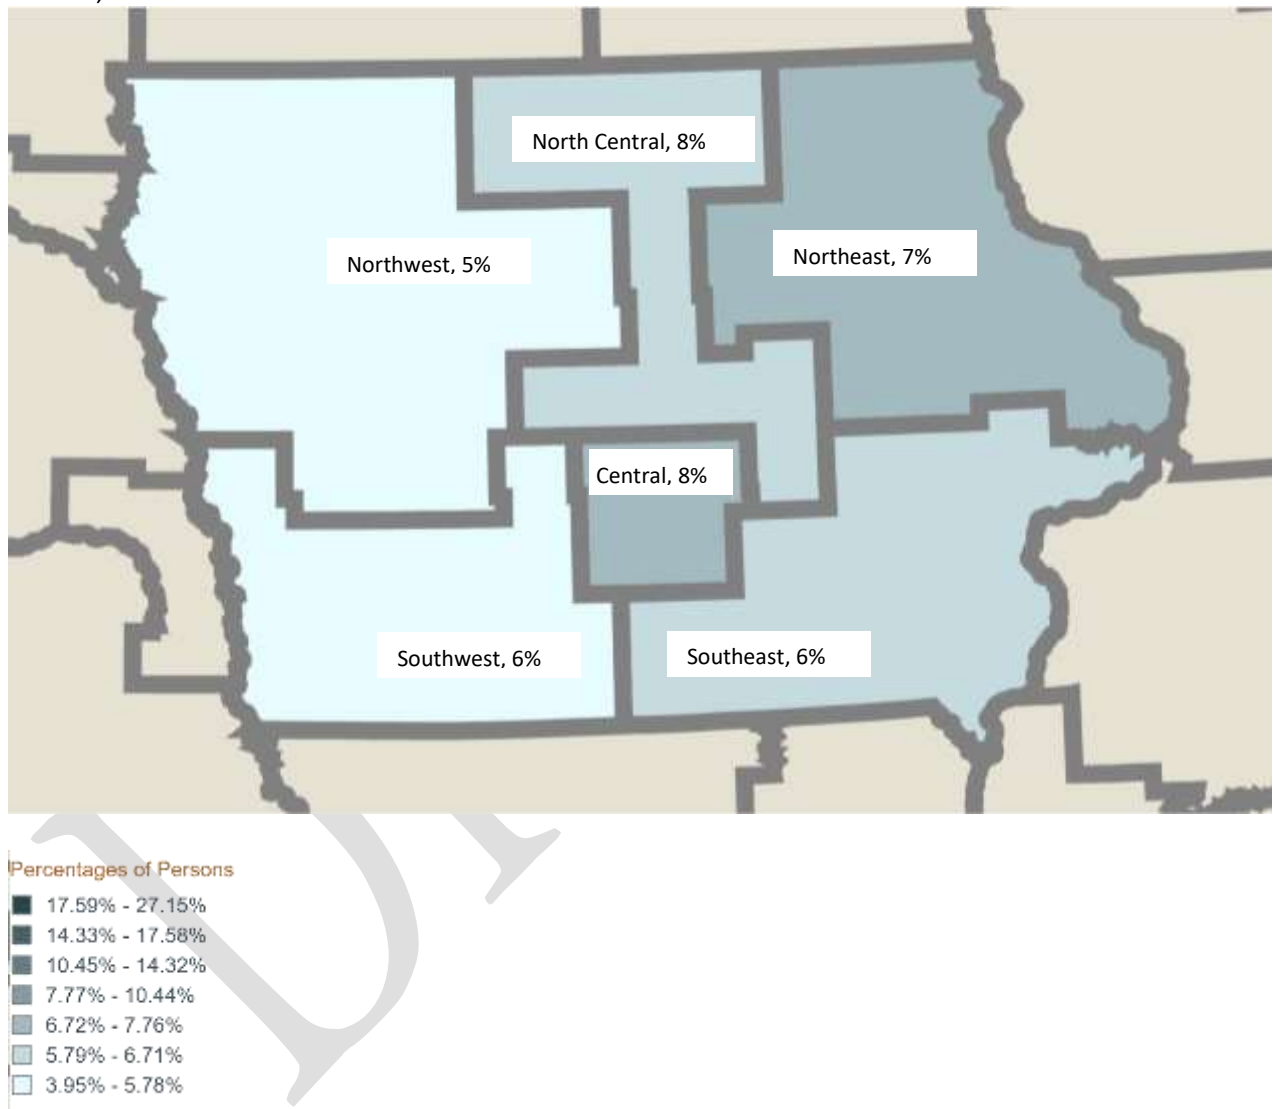 North Central, 8%
Northeast, 7%
Northwest, 5%
Central, 8%
Southwest, 6%
Southeast, 6%
Percentages of Persons
17.59% - 27.15%
14.33% - 17.58%
10.45% - 14.32%
7.77% - 10.44%
6.72% - 7.76%
5.79% - 6.71%
3.95% - 5.78%